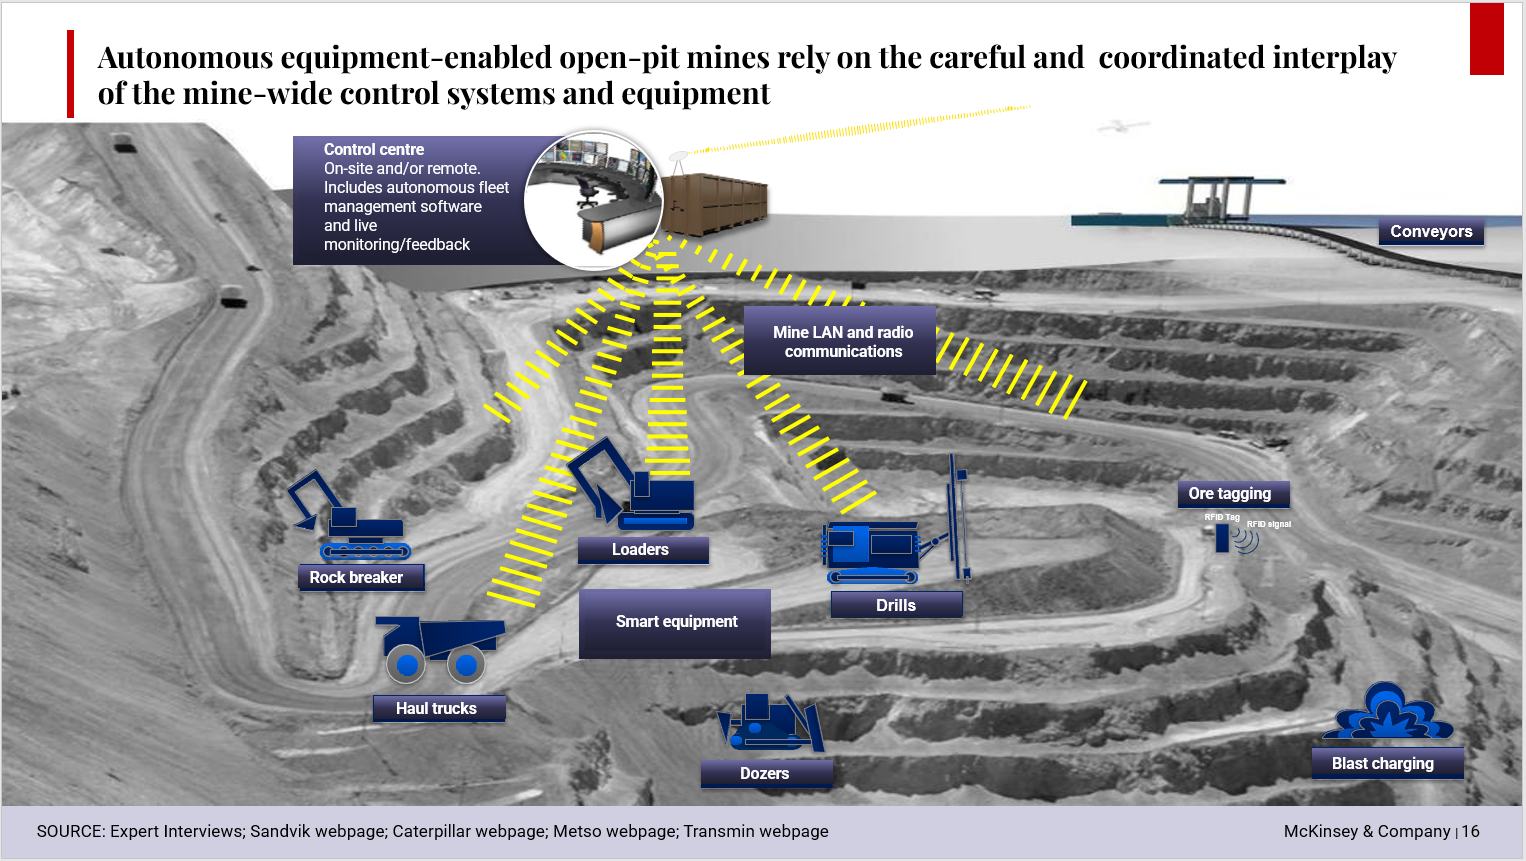 Autonomous equipment-enabled open-pit mines rely on the careful and coordinated interplay
of the mine-wide control systems and equipment
Control centre
On-site and/or remote.
Includes autonomous fleet
management software
and live
monitoring/feedback
Conveyors
Mine LAN and radio
communications
Ore tagging
RFID Tag
RFID signal
Loaders
Rock breaker
Drills
Smart equipment
Haul trucks
Dozers
Blast charging
SOURCE: Expert Interviews; Sandvik webpage; Caterpillar webpage; Metso webpage; Transmin webpage
McKinsey & Company | 16